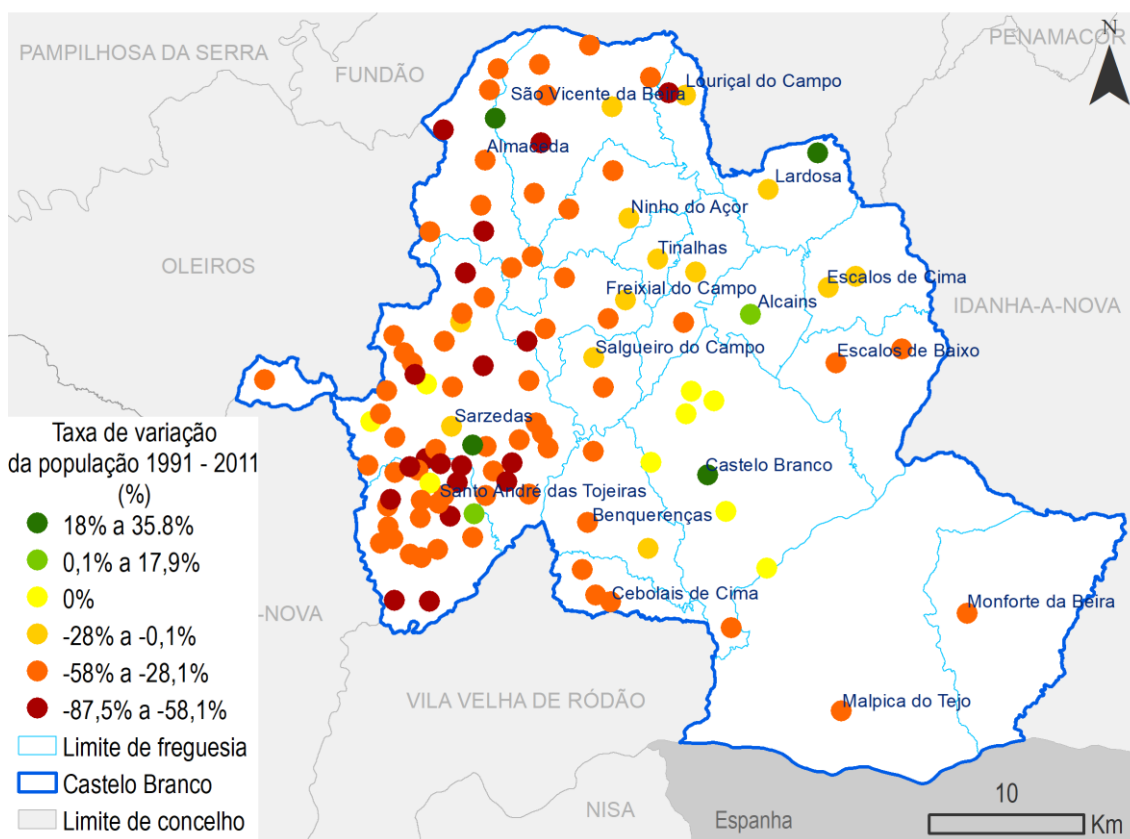 PAMPILHOSA DA SERRA
FUNDÃO
PENAMACOR
N
São Vicente da Beira
Louriçal do Campo
Almaceda
Lardosa
Ninho do Açor
OLEIROS
Tinalhas
Escalos de Cima
Freixial do Campo
Alcains
IDANHA-A-NOVA
Salgueiro do Campo
Escalos de Baixo
Sarzedas
Castelo Branco
Santo André das Tojeiras
Benquerenças
Cebolais de Cima
Monforte da Beira
-NOVA
Malpica do Tejo
VILA VELHA DE RÓDÃO
NISA
Espanha
10
Km
Taxa de variação
da população 1991 - 2011
(%)
18% a 35.8%
0,1% a 17,9%
0%
-28% a -0,1%
-58% a -28,1%
-87,5% a -58,1%
Limite de freguesia
Castelo Branco
Limite de concelho